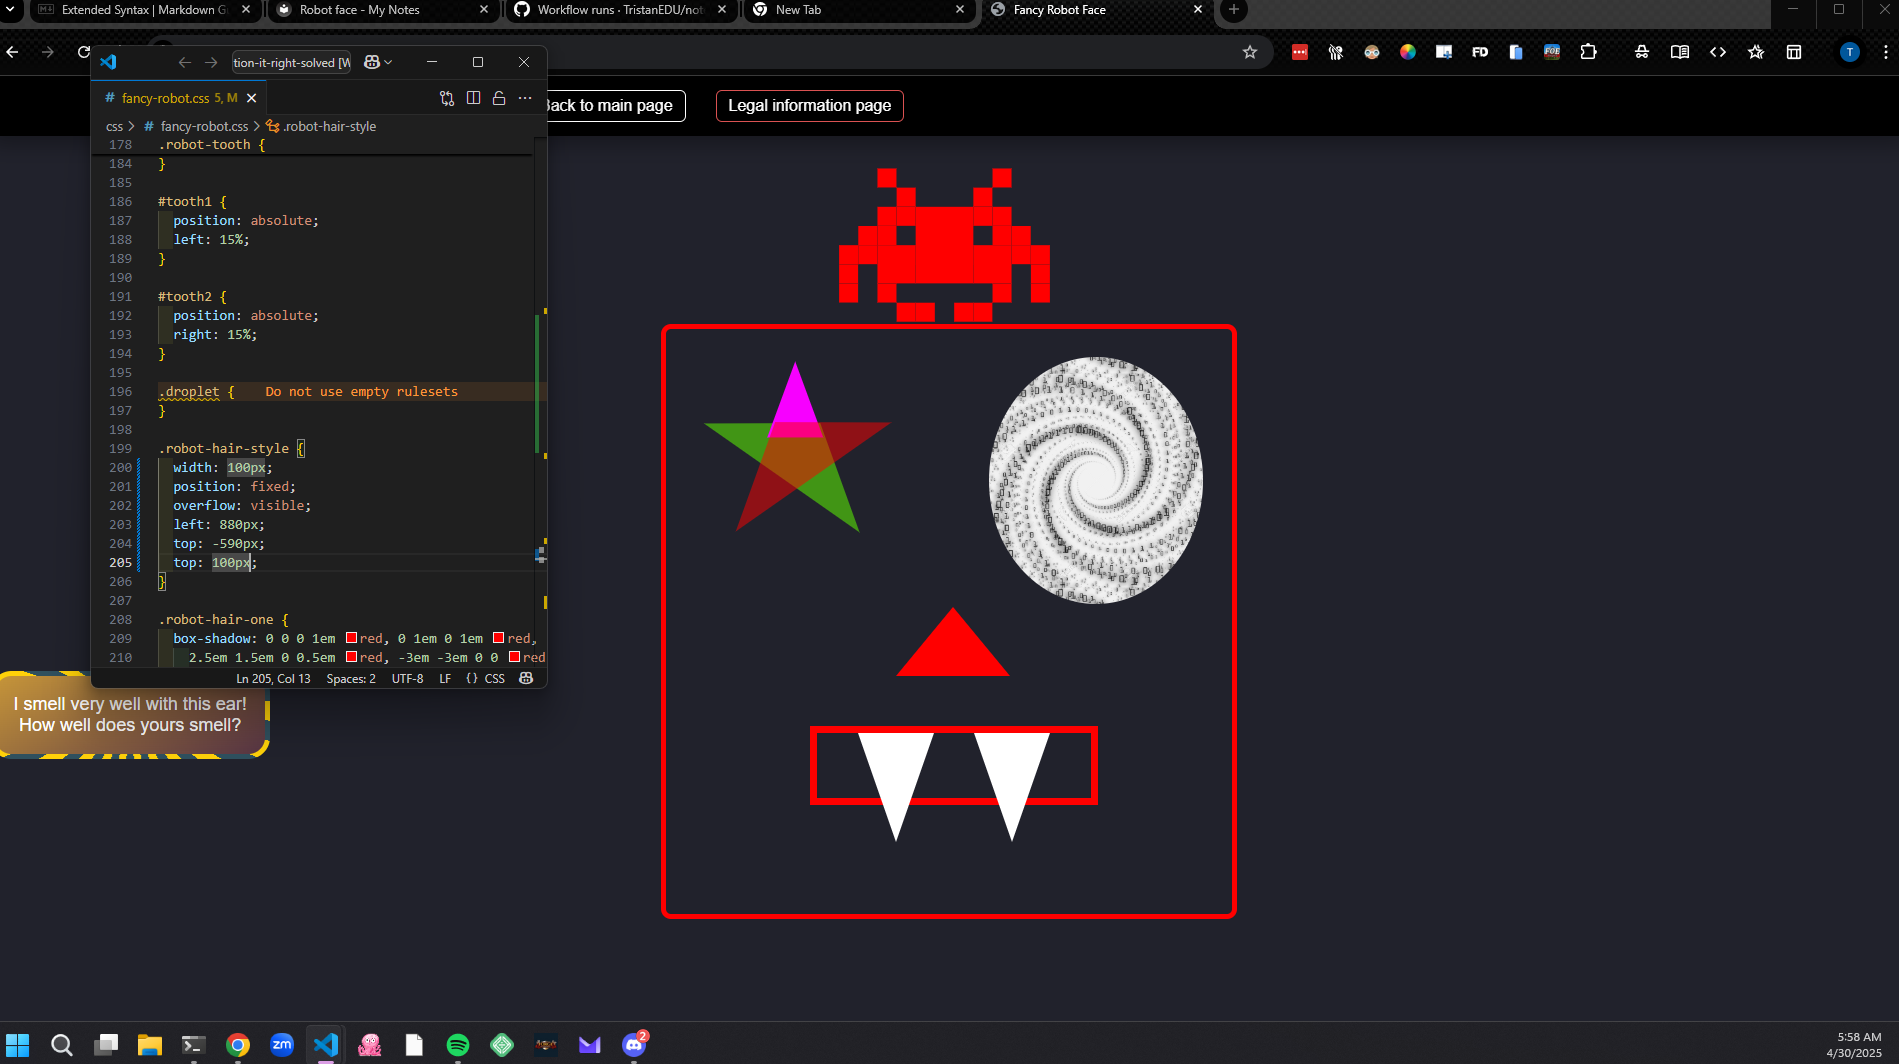 Extended Syntax | Markdown G
Robot face - My Notes
Workflow runs · TristanEDU/not
New Tab
Fancy Robot Face
tion-it-right-solved [W
fancy-robot.css 5, M
Back to main page
Legal information page
css > # fancy-robot.css > .robot-hair-style
178 .robot-tooth {
184 }
185
186 #tooth1 {
187 position: absolute;
188 left: 15%;
189 }
190
191 #tooth2 {
192 position: absolute;
193 right: 15%;
194 }
195
196 .droplet { Do not use empty rulesets
197 }
198
199 .robot-hair-style {
200 width: 100px;
201 position: fixed;
202 overflow: visible;
203 left: 880px;
204 top: -590px;
205 top: 100px;
206 }
207
208 .robot-hair-one {
209 box-shadow: 0 0 0 1em red, 0 1em 0 1em red,
210 2.5em 1.5em 0 0.5em red, -3em -3em 0 0 red
Ln 205, Col 13 Spaces: 2 UTF-8 LF {} CSS
I smell very well with this ear!
How well does yours smell?
FD
FOE
T
zm
2
5:58 AM
4/30/2025